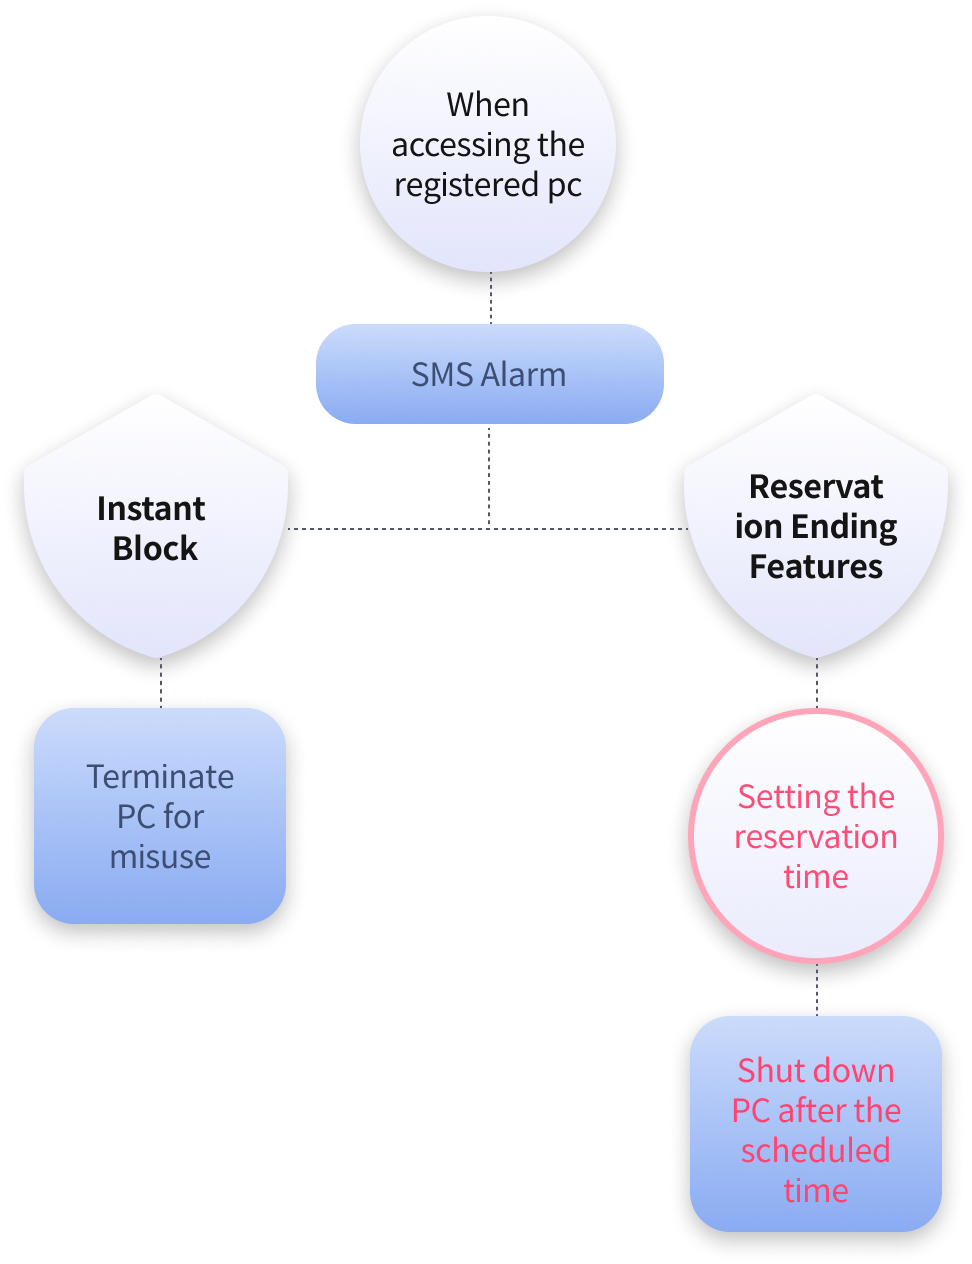 When
accessing the
registered pc
SMS Alarm
Instant
Block
Reservat
ion Ending
Features
Terminate
PC for
misuse
Setting the
reservation
time
Shut down
PC after the
scheduled
time